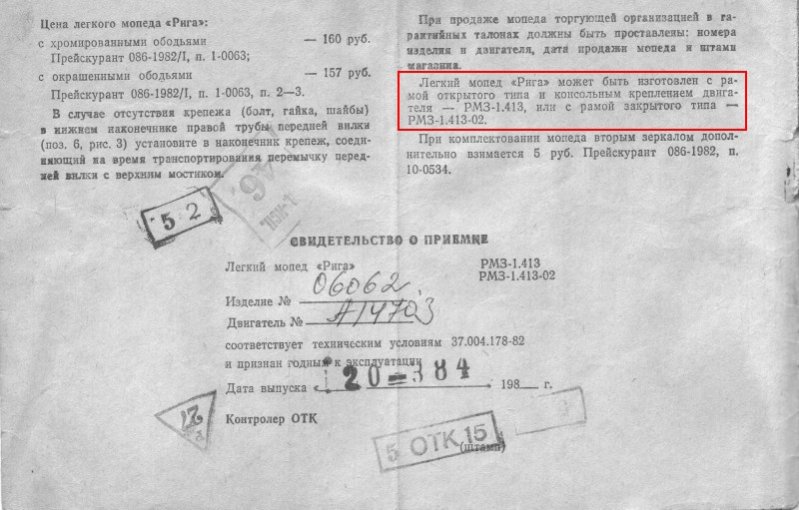 Цена легкого мопеда «Рига»:
с хромированными ободьями — 160 руб.
Прейскурант 086-1982/I, п. 1-0063;
с окрашенными ободьями — 157 руб.
Прейскурант 086-1982/I, п. 1-0063, п. 2—3.
В случае отсутствия крепежа (болт, гайка, шайбы)
в нижнем наконечнике правой трубы передней вилки
(поз. 6, рис. 3) установите в наконечник крепеж, соеди-
няющий на время транспортирования перемычку перед-
ней вилки с верхним мостиком.
При продаже мопеда торгующей организацией в га-
рантийных талонах должны быть проставлены: номера
изделия и двигателя, дата продажи мопеда и штамп
магазина.
Легкий мопед «Рига» может быть изготовлен с ра-
мой открытого типа и консольным креплением двига-
теля — РМЗ-1.413, или с рамой закрытого типа —
РМЗ-1.413-02.
При комплектовании мопеда вторым зеркалом допол-
нительно взимается 5 руб. Прейскурант 086-1982, п.
10-0534.
52
СВИДЕТЕЛЬСТВО О ПРИЕМКЕ
Легкий мопед «Рига» РМЗ-1.413
РМЗ-1.413-02
Изделие № 06062
Двигатель № А14703
соответствует техническим условиям 37.004.178-82
и признан годным к эксплуатации
Дата выпуска « 20 — 384 198 г.
Контролер ОТК
5 ОТК 15
(штамп)